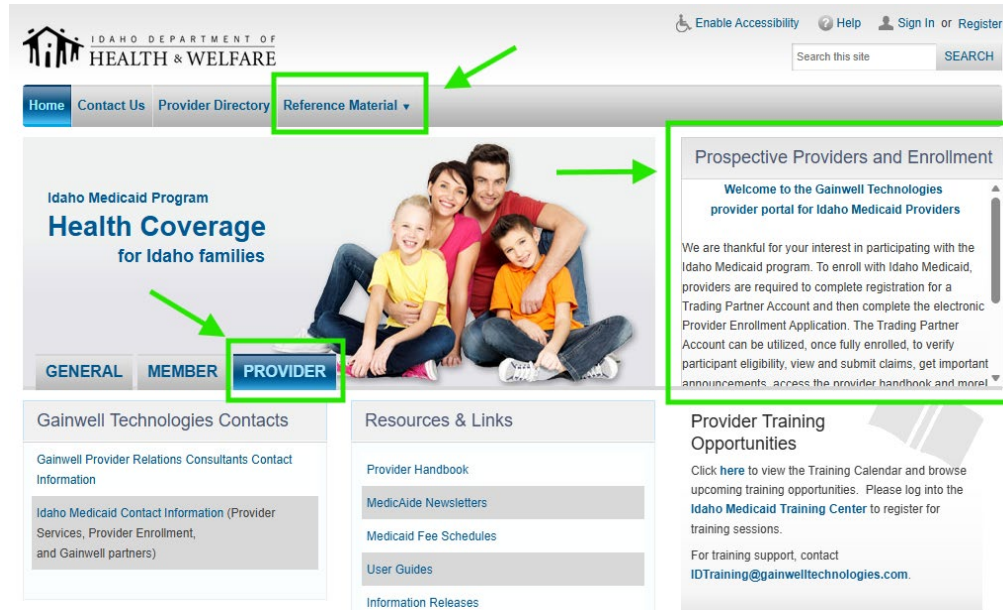 Enable Accessibility Help Sign In or Register
IDAHO DEPARTMENT OF
HEALTH & WELFARE
Search this site SEARCH
Home Contact Us Provider Directory Reference Material
Idaho Medicaid Program
Health Coverage
for Idaho families
GENERAL MEMBER PROVIDER
Prospective Providers and Enrollment
Welcome to the Gainwell Technologies
provider portal for Idaho Medicaid Providers
We are thankful for your interest in participating with the
Idaho Medicaid program. To enroll with Idaho Medicaid,
providers are required to complete registration for a
Trading Partner Account and then complete the electronic
Provider Enrollment Application. The Trading Partner
Account can be utilized, once fully enrolled, to verify
participant eligibility, view and submit claims, get important
announcements, access the provider handbook and more!
Gainwell Technologies Contacts
Gainwell Provider Relations Consultants Contact
Information
Idaho Medicaid Contact Information (Provider
Services, Provider Enrollment,
and Gainwell partners)
Resources & Links
Provider Handbook
MedicAide Newsletters
Medicaid Fee Schedules
User Guides
Information Releases
Provider Training
Opportunities
Click here to view the Training Calendar and browse
upcoming training opportunities. Please log into the
Idaho Medicaid Training Center to register for
training sessions.
For training support, contact
IDTraining@gainwelltechnologies.com.